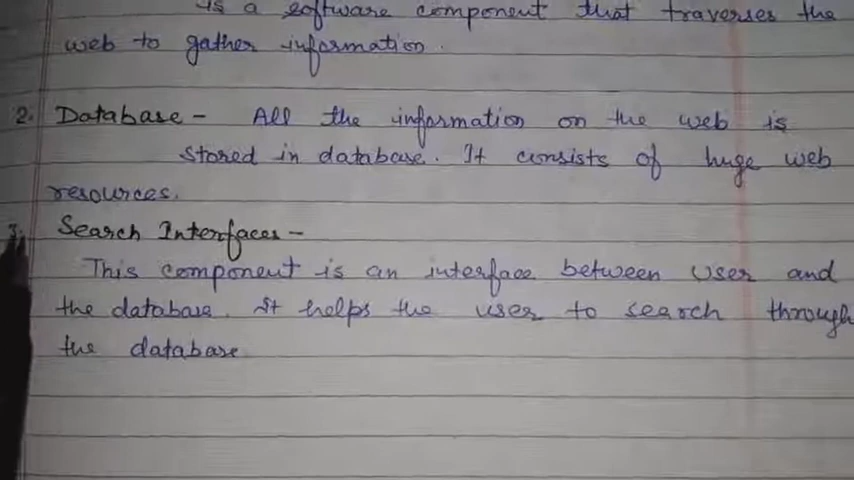 is a software component that traverses the
web to gather information.
2. Database - All the information on the web is
stored in database. It consists of huge web
resources.
3. Search Interfaces -
This component is an interface between user and
the database. It helps the user to search through
the database